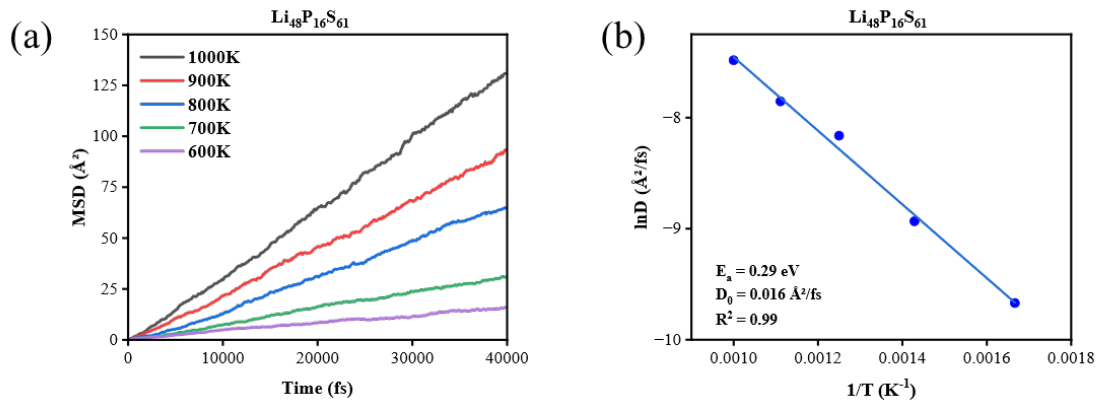 (a)
Li₄₈P₁₆S₆₁
150
125
100
75
50
25
0
MSD (Å²)
1000K
900K
800K
700K
600K
0 10000 20000 30000 40000
Time (fs)
(b)
Li₄₈P₁₆S₆₁
−8
−9
−10
lnD (Å²/fs)
Eₐ = 0.29 eV
D₀ = 0.016 Å²/fs
R² = 0.99
0.0010 0.0012 0.0014 0.0016 0.0018
1/T (K⁻¹)